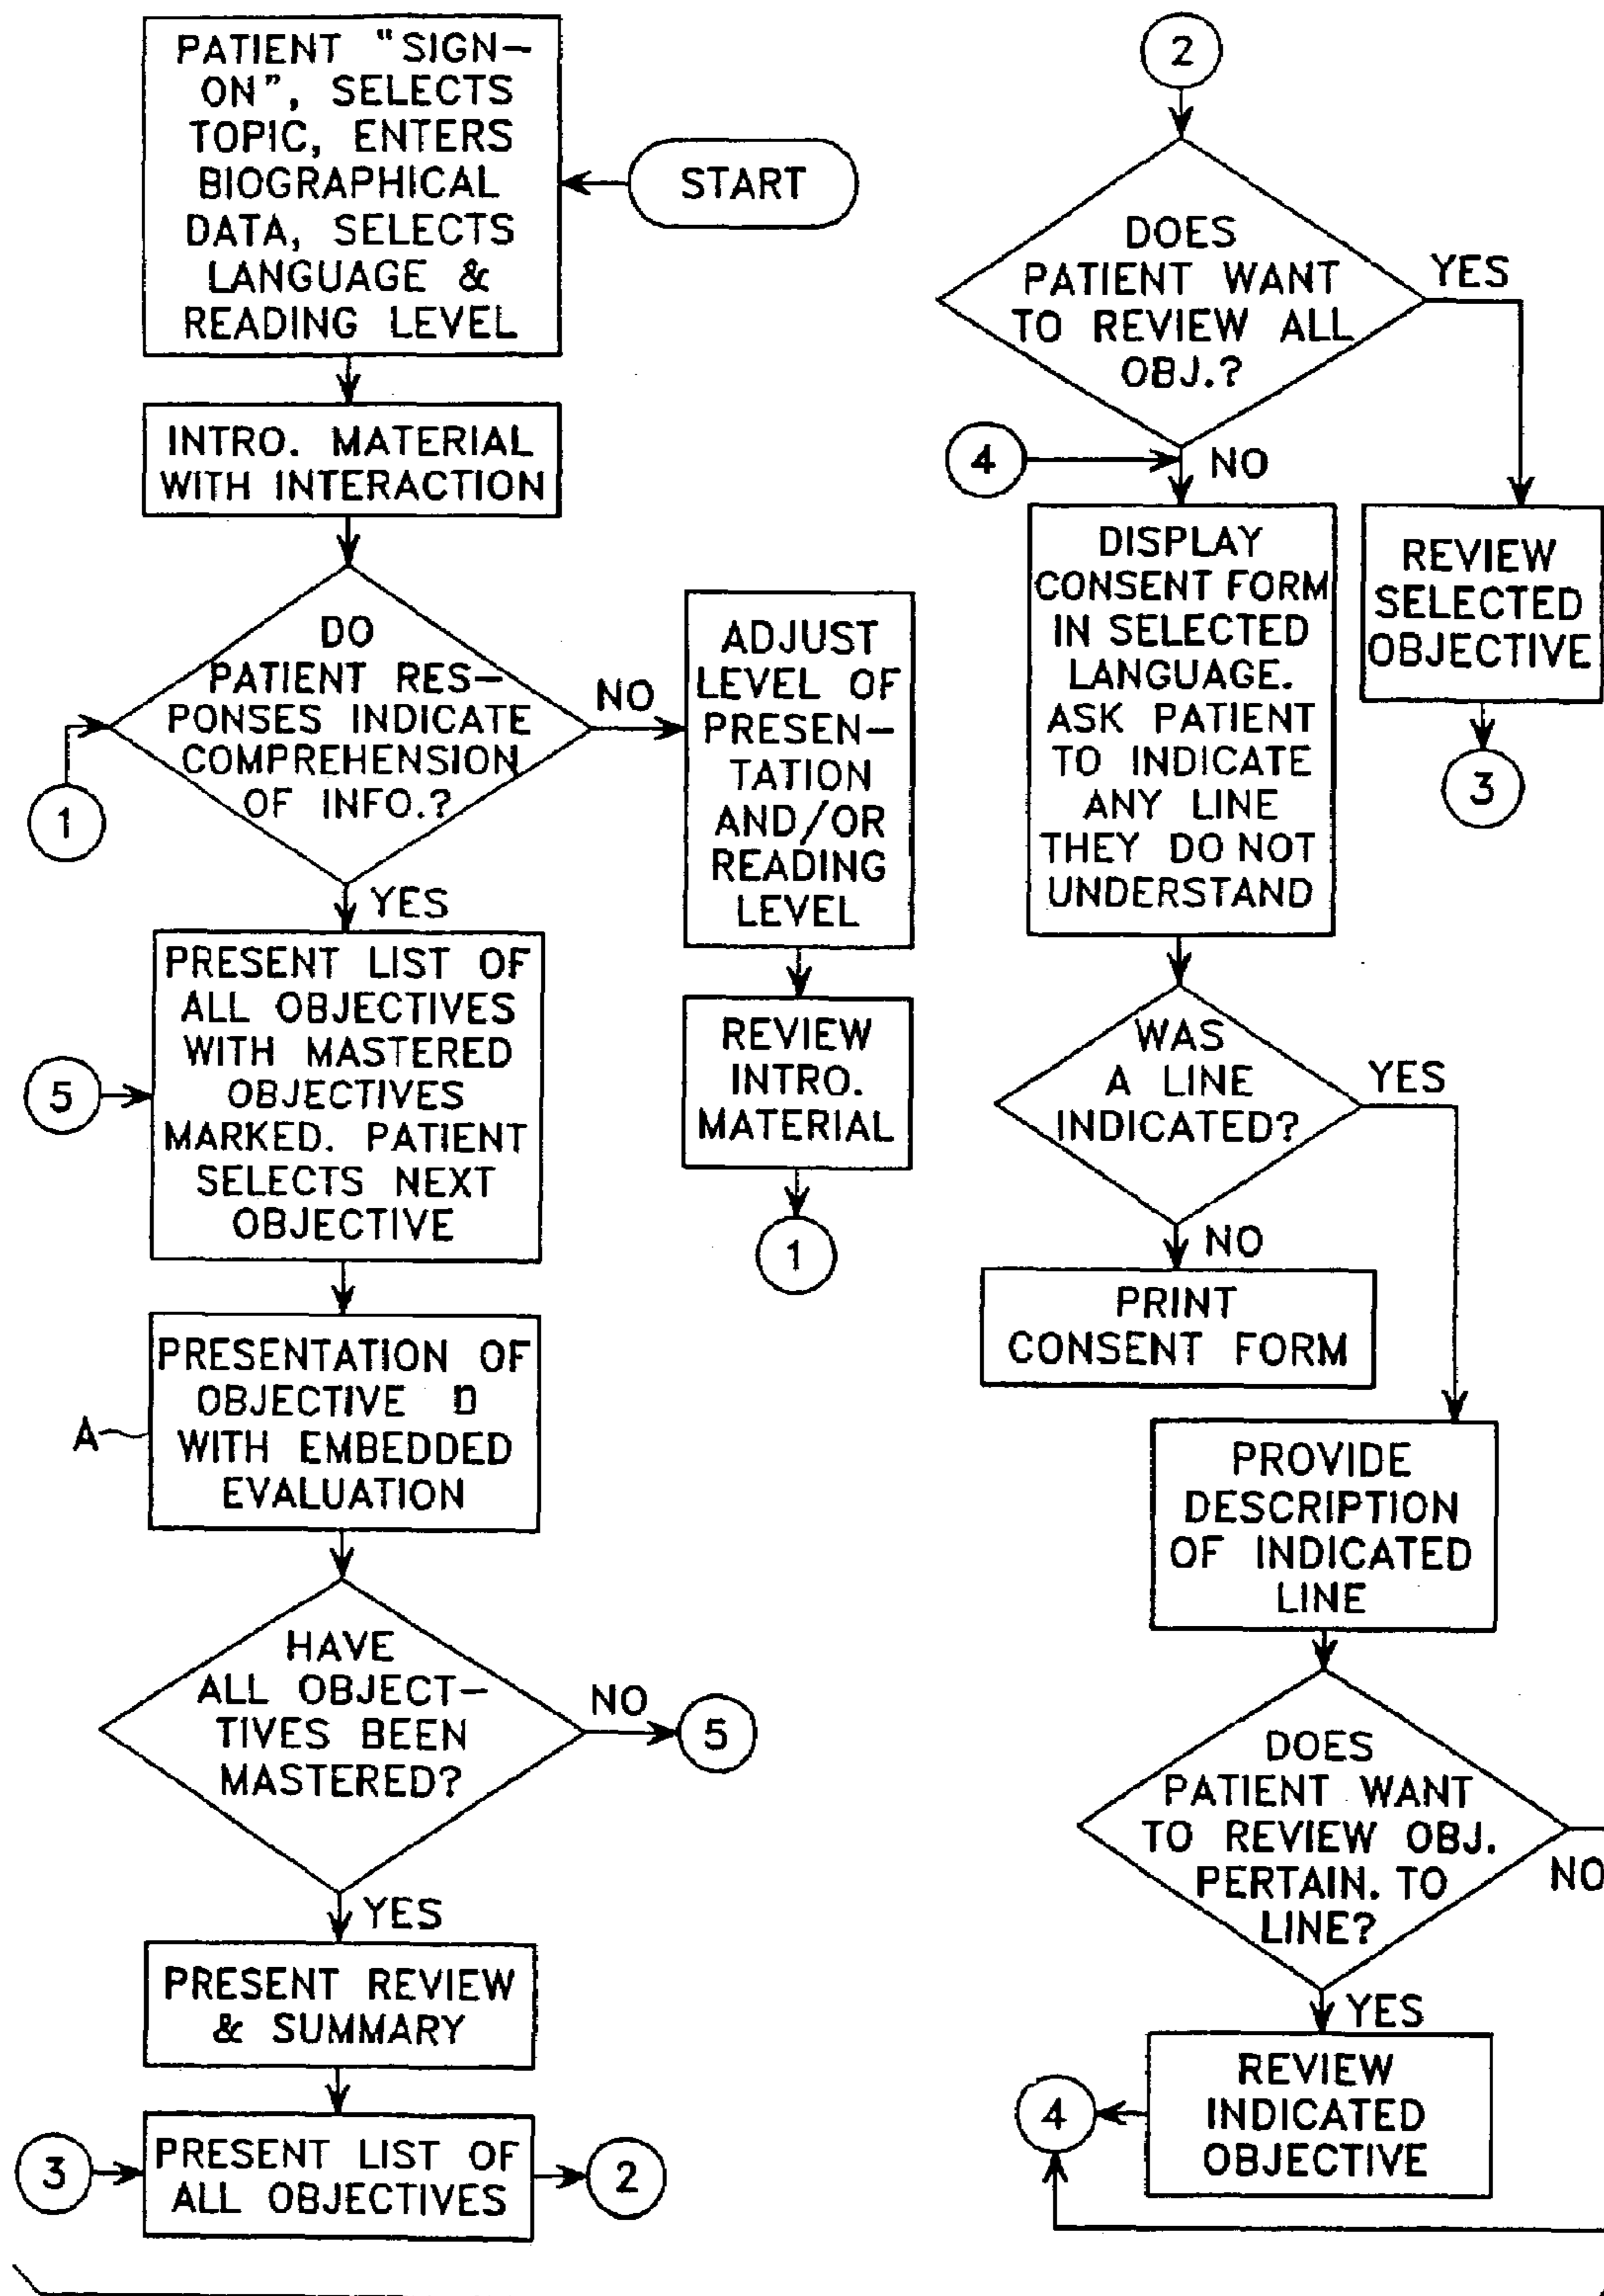 PATIENT "SIGN-
ON", SELECTS
TOPIC, ENTERS
BIOGRAPHICAL
DATA, SELECTS
LANGUAGE &
READING LEVEL
START
INTRO. MATERIAL
WITH INTERACTION
DO
PATIENT RES-
PONSES INDICATE
COMPREHENSION
OF INFO.?
1
NO
ADJUST
LEVEL OF
PRESEN-
TATION
AND/OR
READING
LEVEL
REVIEW
INTRO.
MATERIAL
1
YES
PRESENT LIST OF
ALL OBJECTIVES
WITH MASTERED
OBJECTIVES
MARKED. PATIENT
SELECTS NEXT
OBJECTIVE
5
PRESENTATION OF
OBJECTIVE
WITH EMBEDDED
EVALUATION
A
HAVE
ALL OBJECT-
TIVES BEEN
MASTERED?
NO
5
YES
PRESENT REVIEW
& SUMMARY
3
PRESENT LIST OF
ALL OBJECTIVES
2
2
DOES
PATIENT WANT
TO REVIEW ALL
OBJ.?
YES
REVIEW
SELECTED
OBJECTIVE
3
4
NO
DISPLAY
CONSENT FORM
IN SELECTED
LANGUAGE.
ASK PATIENT
TO INDICATE
ANY LINE
THEY DO NOT
UNDERSTAND
WAS
A LINE
INDICATED?
YES
NO
PRINT
CONSENT FORM
PROVIDE
DESCRIPTION
OF INDICATED
LINE
DOES
PATIENT WANT
TO REVIEW OBJ.
PERTAIN. TO
LINE?
NO
YES
REVIEW
INDICATED
OBJECTIVE
4